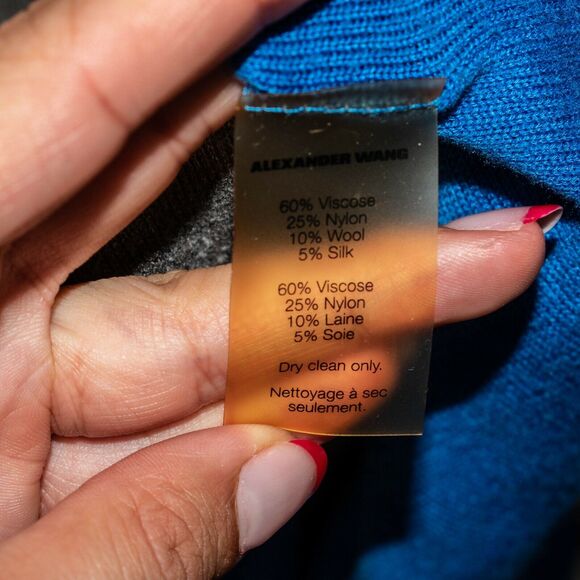 ALEXANDER WANG
60% Viscose
25% Nylon
10% Wool
5% Silk
60% Viscose
25% Nylon
10% Laine
5% Soie
Dry clean only.
Nettoyage à sec
seulement.